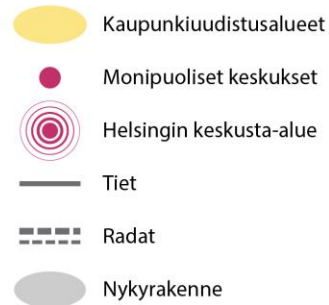 Kaupunkiuudistusalueet
Monipuoliset keskukset
Helsingin keskusta-alue
Tiet
Radat
Nykyrakenne